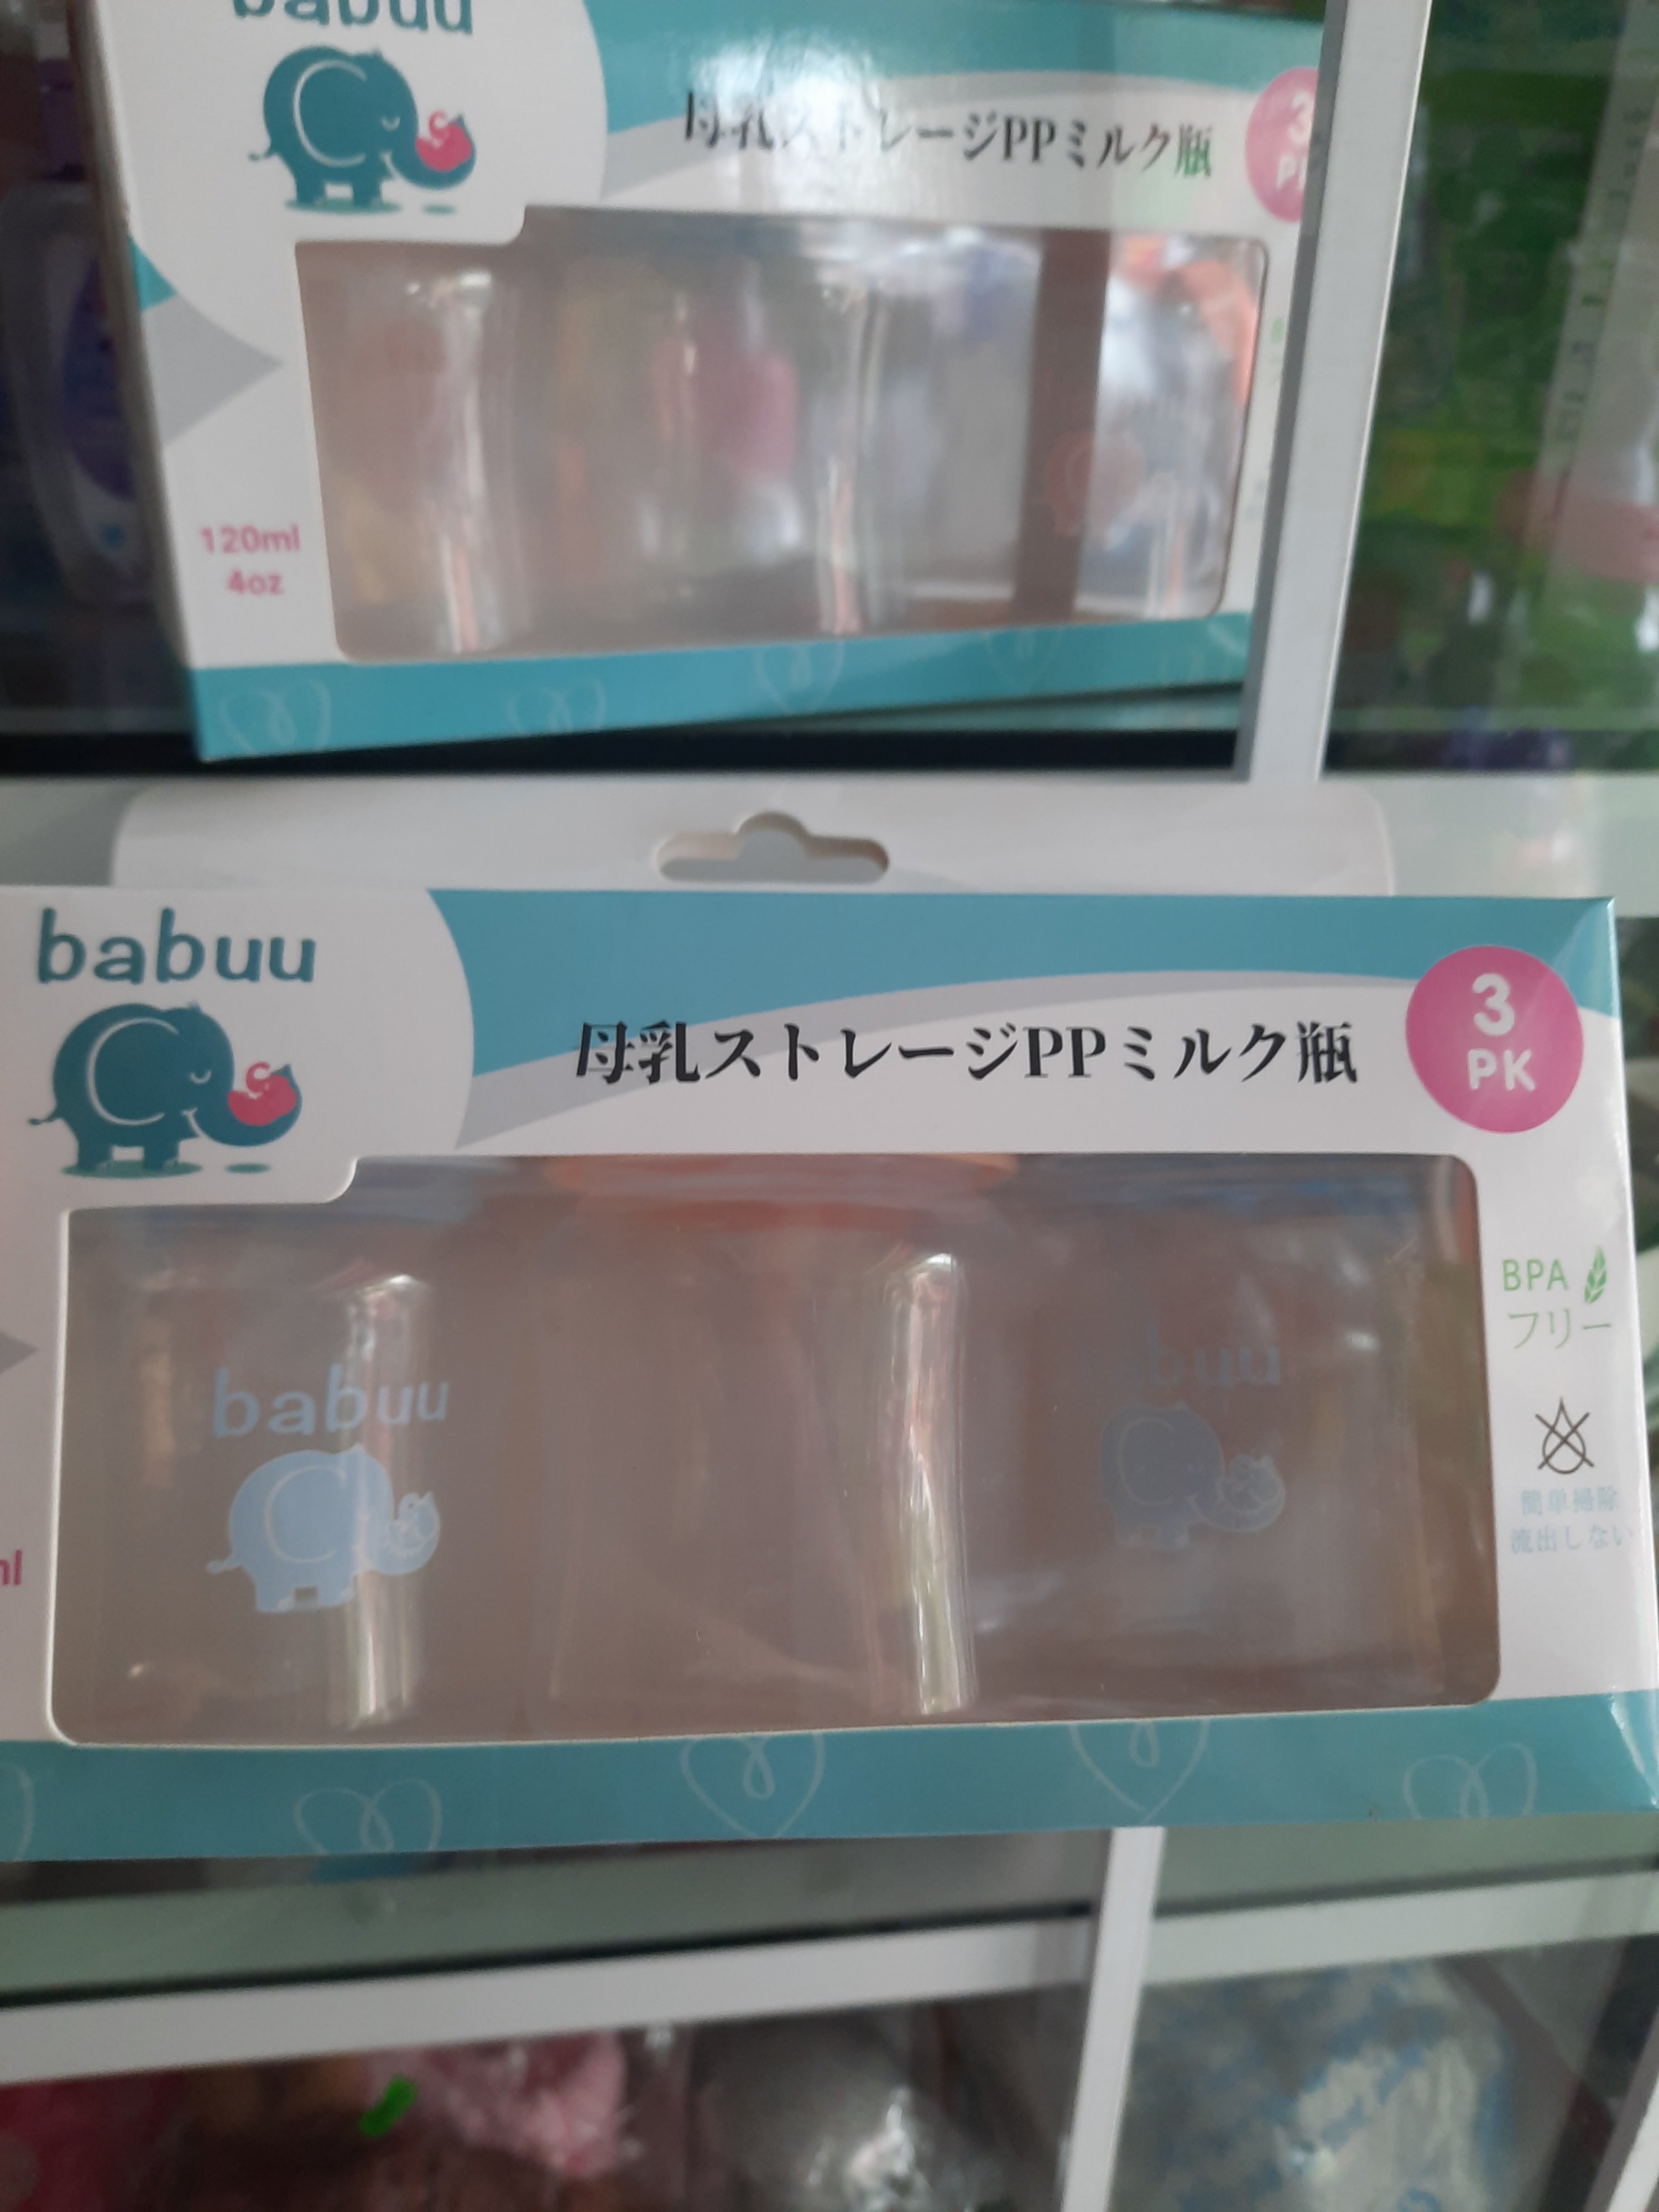 babuu
母乳ストレージPPミルク瓶
3
120ml
4oz
babuu
母乳ストレージPPミルク瓶
3
PK
babuu
babuu
BPA
フリー
簡単掃除
流出しない
ml